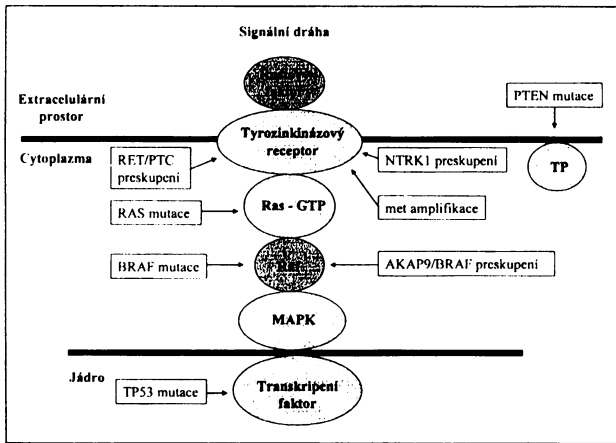 Signální dráha
Extracelulární
prostor
PTEN mutace
Tyrozinkinázový
receptor
Cytoplazma
RET/PTC
preskupení
NTRK1 preskupení
TP
RAS mutace
Ras - GTP
met amplifikace
BRAF mutace
AKAP9/BRAF preskupení
MAPK
Jádro
TP53 mutace
Transkripení
faktor